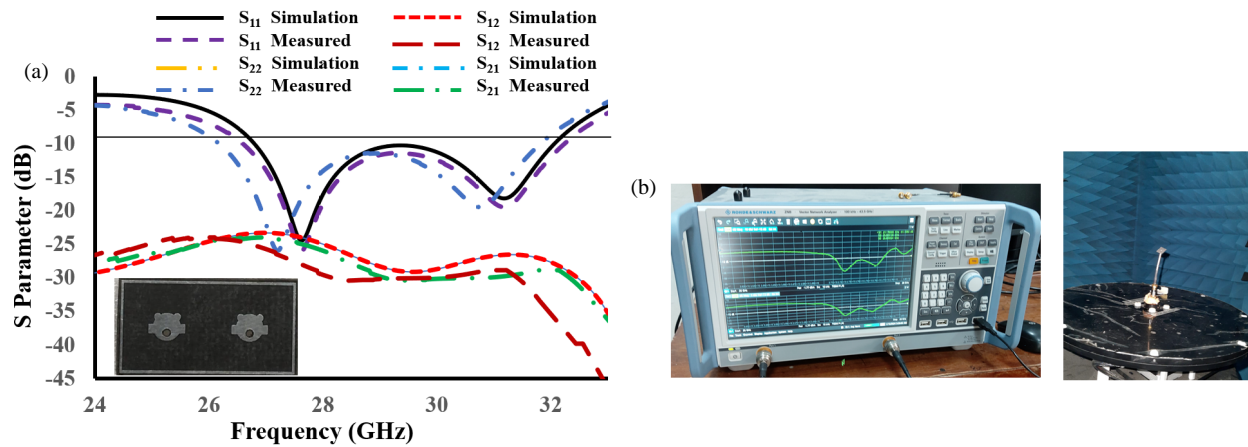 S11 Simulation
S12 Simulation
S11 Measured
S12 Measured
S22 Simulation
S21 Simulation
S22 Measured
S21 Measured
(a)
0
-5
-10
-15
-20
-25
-30
-35
-40
-45
S Parameter (dB)
24
26
28
30
32
Frequency (GHz)
(b)
ROHDE&SCHWARZ